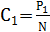 C₁ = P₁/N